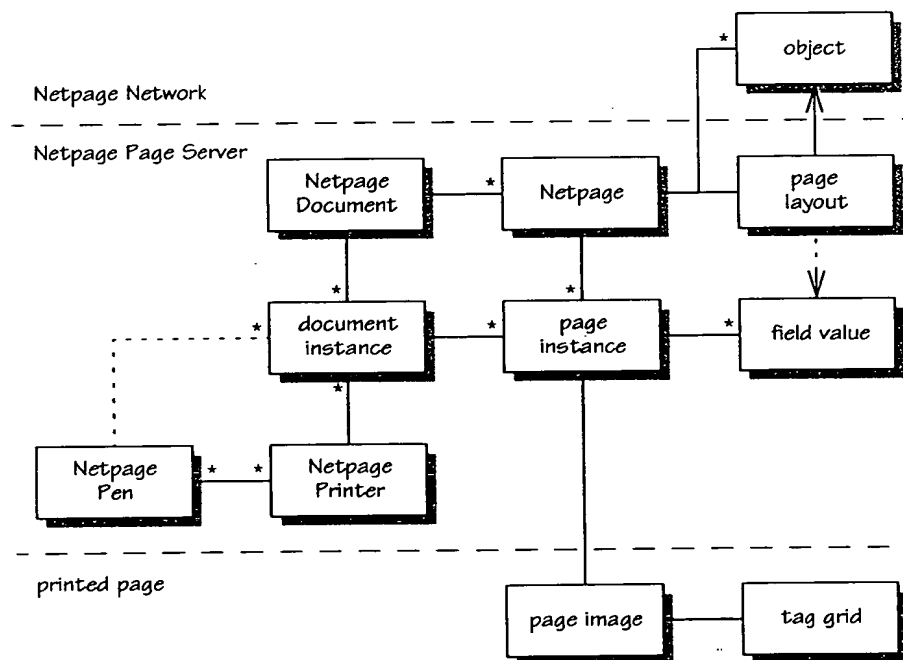 *
object
Netpage Network
Netpage Page Server
Netpage
Document
*
Netpage
page
layout
*
*
*
document
instance
*
page
instance
*
field value
*
Netpage
Pen
*
*
Netpage
Printer
printed page
page image
tag grid